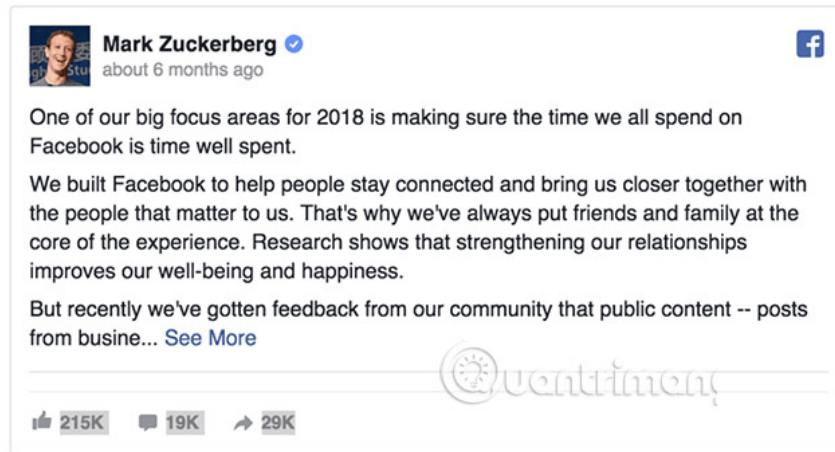 Mark Zuckerberg
about 6 months ago
One of our big focus areas for 2018 is making sure the time we all spend on
Facebook is time well spent.
We built Facebook to help people stay connected and bring us closer together with
the people that matter to us. That's why we've always put friends and family at the
core of the experience. Research shows that strengthening our relationships
improves our well-being and happiness.
But recently we've gotten feedback from our community that public content -- posts
from busine... See More
uantrimang
215K 19K 29K